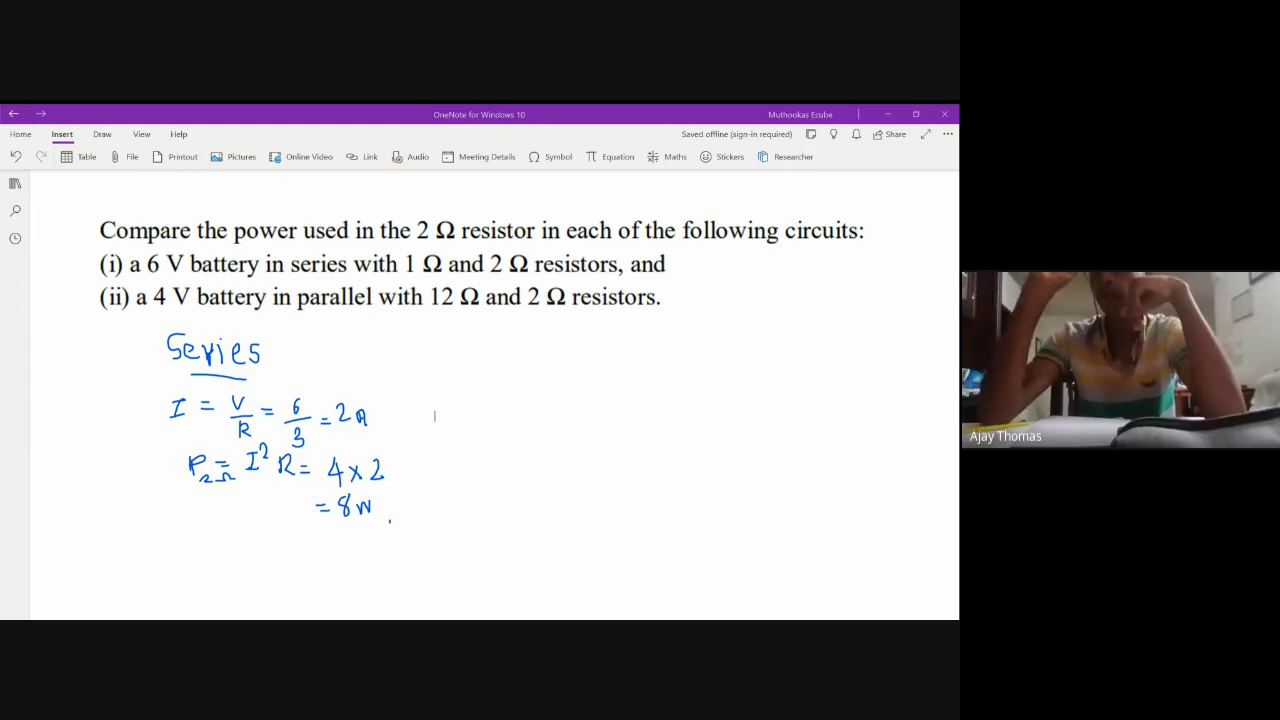 OneNote for Windows 10
Muthookas Ecube
Home Insert Draw View Help
Saved offline (sign-in required) Share
Table File Printout Pictures Online Video Link Audio Meeting Details Symbol Equation Maths Stickers Researcher
Compare the power used in the 2 Ω resistor in each of the following circuits:
(i) a 6 V battery in series with 1 Ω and 2 Ω resistors, and
(ii) a 4 V battery in parallel with 12 Ω and 2 Ω resistors.
Series
I = V/R = 6/3 = 2A
P2Ω = I² R = 4 × 2
= 8W
Ajay Thomas